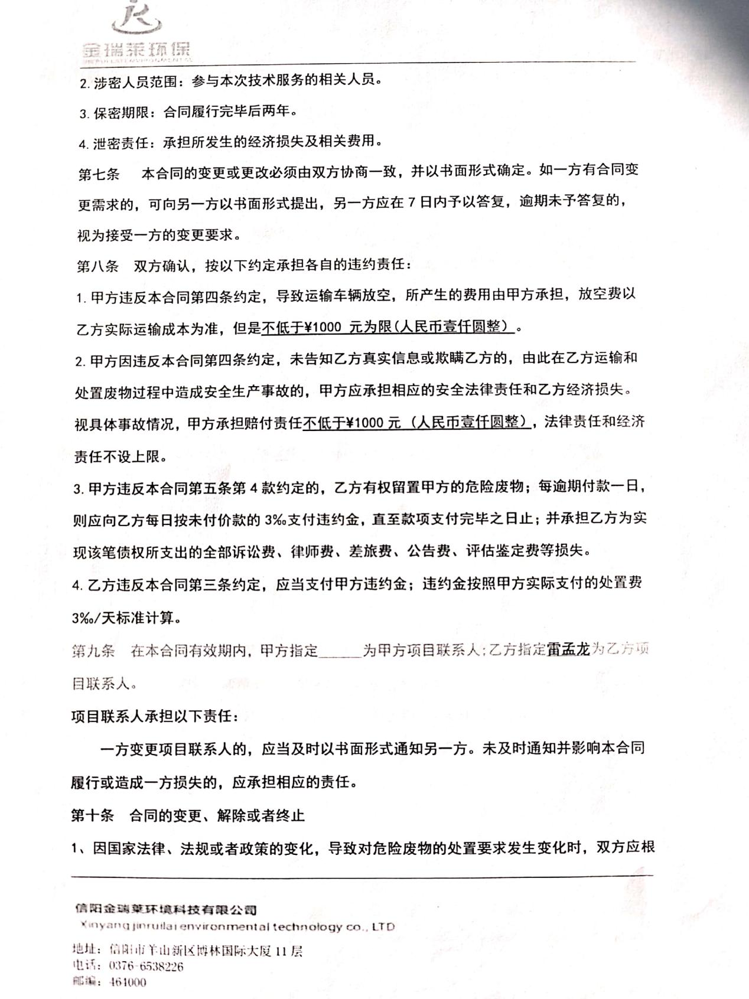 金瑞莱环保
2.涉密人员范围：参与本次技术服务的相关人员。
3.保密期限：合同履行完毕后两年。
4.泄密责任：承担所发生的经济损失及相关费用。
第七条 本合同的变更或更改必须由双方协商一致，并以书面形式确定。如一方有合同变
更需求的，可向另一方以书面形式提出，另一方应在7日内予以答复，逾期未予答复的，
视为接受一方的变更要求。
第八条 双方确认，按以下约定承担各自的违约责任：
1.甲方违反本合同第四条约定，导致运输车辆放空，所产生的费用由甲方承担，放空费以
乙方实际运输成本为准，但是不低于¥1000 元为限(人民币壹仟圆整）。
2.甲方因违反本合同第四条约定，未告知乙方真实信息或欺瞒乙方的，由此在乙方运输和
处置废物过程中造成安全生产事故的，甲方应承担相应的安全法律责任和乙方经济损失。
视具体事故情况，甲方承担赔付责任不低于¥1000元（人民币壹仟圆整），法律责任和经济
责任不设上限。
3.甲方违反本合同第五条第4款约定的，乙方有权留置甲方的危险废物；每逾期付款一日，
则应向乙方每日按未付价款的3‰支付违约金，直至款项支付完毕之日止；并承担乙方为实
现该笔债权所支出的全部诉讼费、律师费、差旅费、公告费、评估鉴定费等损失。
4.乙方违反本合同第三条约定，应当支付甲方违约金；违约金按照甲方实际支付的处置费
3‰/天标准计算。
第九条 在本合同有效期内，甲方指定______为甲方项目联系人;乙方指定雷孟龙为乙方项
目联系人。
项目联系人承担以下责任：
一方变更项目联系人的，应当及时以书面形式通知另一方。未及时通知并影响本合同
履行或造成一方损失的，应承担相应的责任。
第十条 合同的变更、解除或者终止
1、因国家法律、法规或者政策的变化，导致对危险废物的处置要求发生变化时，双方应根
信阳金瑞莱环境科技有限公司
Xinyang jinruilai environmental technology co., LTD
地址：信阳市羊山新区博林国际大厦11层
电话：0376-6538226
邮编：464000